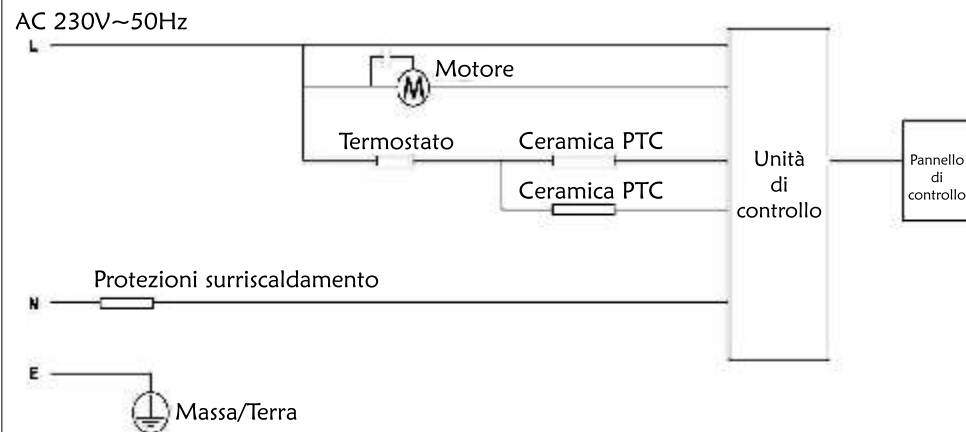 AC 230V~50Hz
L
M
Motore
Termostato
Ceramica PTC
Ceramica PTC
Unità
di
controllo
Pannello
di
controllo
Protezioni surriscaldamento
N
E
Massa/Terra